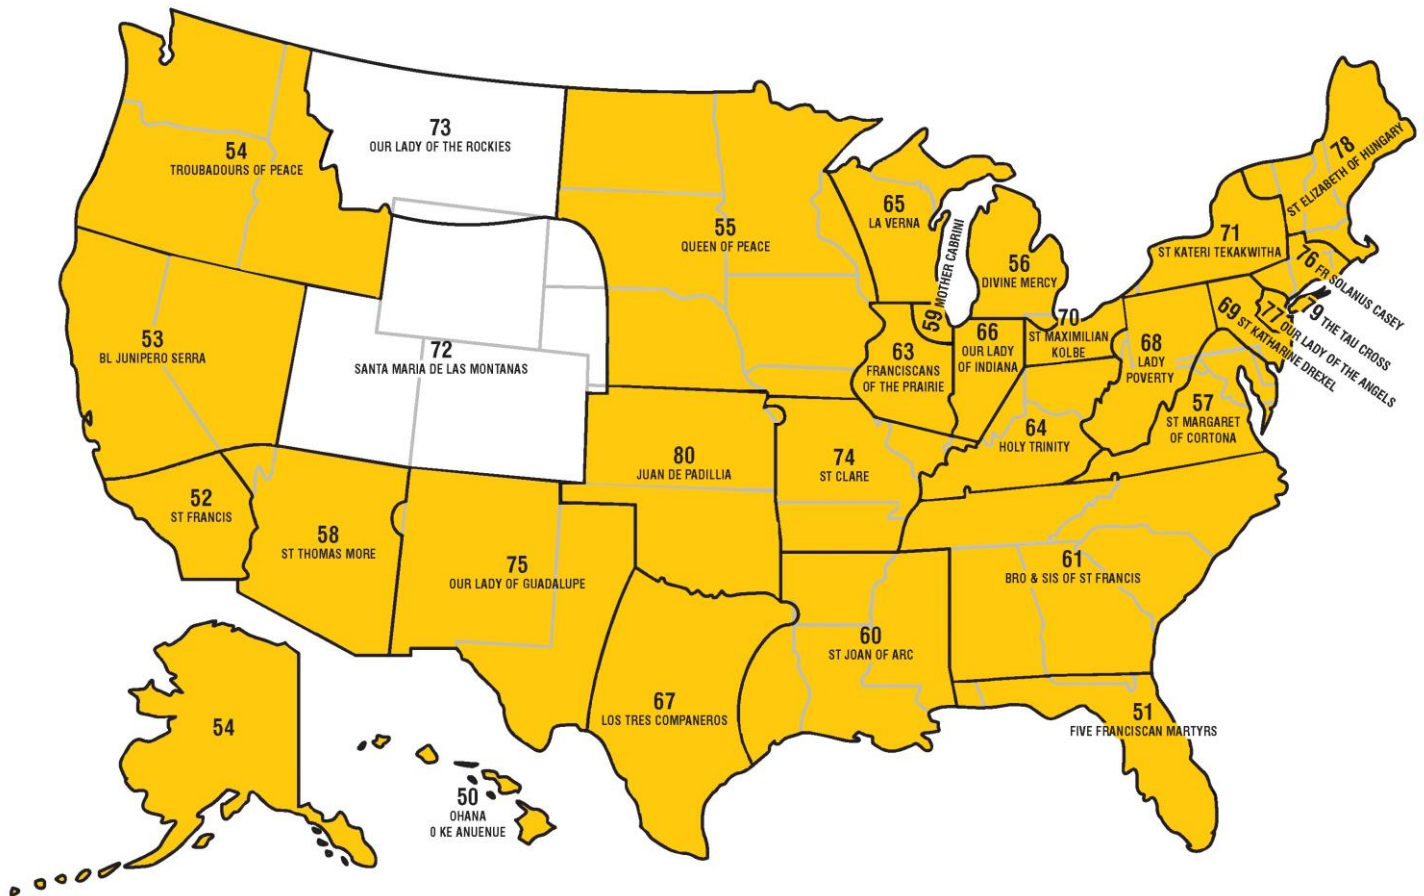 73
OUR LADY OF THE ROCKIES
54
TROUBADOURS OF PEACE
55
QUEEN OF PEACE
65
LA VERNA
59 MOTHER CABRINI
56
DIVINE MERCY
78
ST ELIZABETH OF HUNGARY
71
ST KATERI TEKAKWITHA
76 FR SOLANUS CASEY
79 THE TAU CROSS
77 OUR LADY OF THE ANGELS
69 ST KATHARINE DREXEL
53
BL JUNIPERO SERRA
72
SANTA MARIA DE LAS MONTANAS
63
FRANCISCANS
OF THE PRAIRIE
66
OUR LADY
OF INDIANA
70
ST MAXIMILIAN
KOLBE
68
LADY
POVERTY
57
ST MARGARET
OF CORTONA
64
HOLY TRINITY
80
JUAN DE PADILLIA
74
ST CLARE
52
ST FRANCIS
58
ST THOMAS MORE
75
OUR LADY OF GUADALUPE
61
BRO & SIS OF ST FRANCIS
60
ST JOAN OF ARC
67
LOS TRES COMPANEROS
51
FIVE FRANCISCAN MARTYRS
54
50
OHANA
O KE ANUENUE